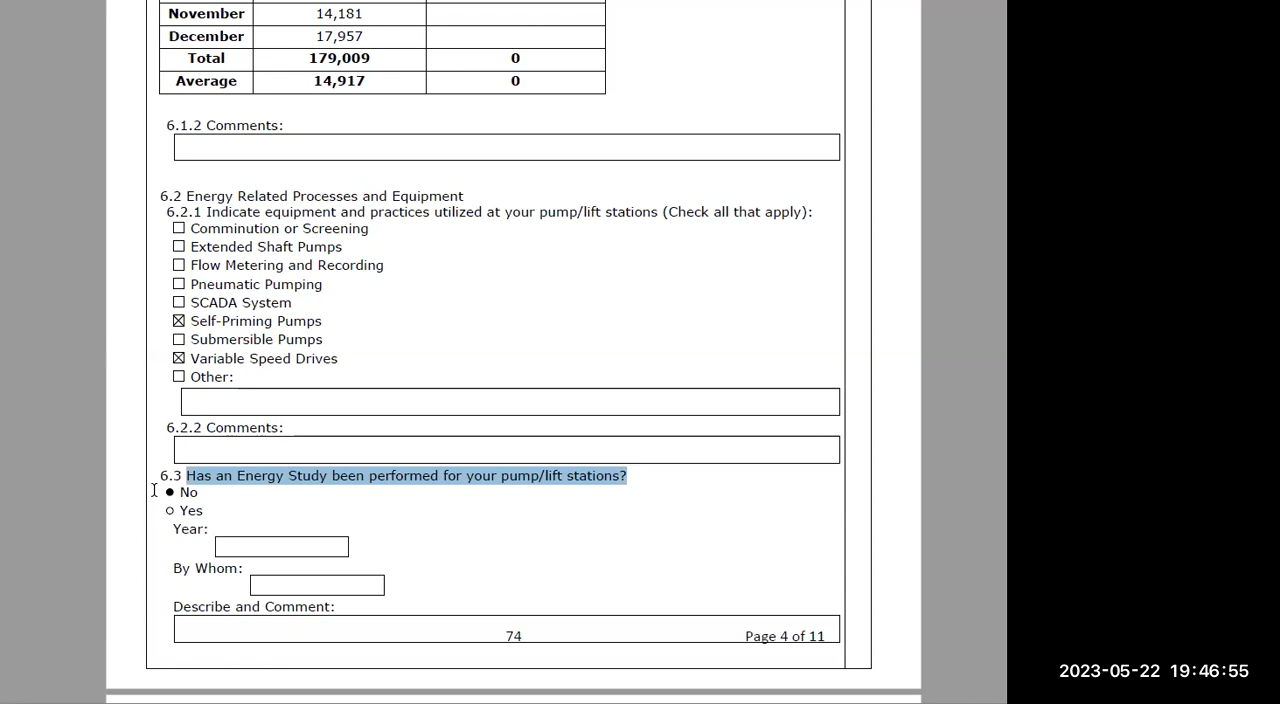 November 14,181
December 17,957
Total 179,009 0
Average 14,917 0
6.1.2 Comments:
6.2 Energy Related Processes and Equipment
6.2.1 Indicate equipment and practices utilized at your pump/lift stations (Check all that apply):
☐ Comminution or Screening
☐ Extended Shaft Pumps
☐ Flow Metering and Recording
☐ Pneumatic Pumping
☐ SCADA System
☒ Self-Priming Pumps
☐ Submersible Pumps
☒ Variable Speed Drives
☐ Other:
6.2.2 Comments:
6.3 Has an Energy Study been performed for your pump/lift stations?
● No
○ Yes
Year:
By Whom:
Describe and Comment:
74 Page 4 of 11
2023-05-22 19:46:55